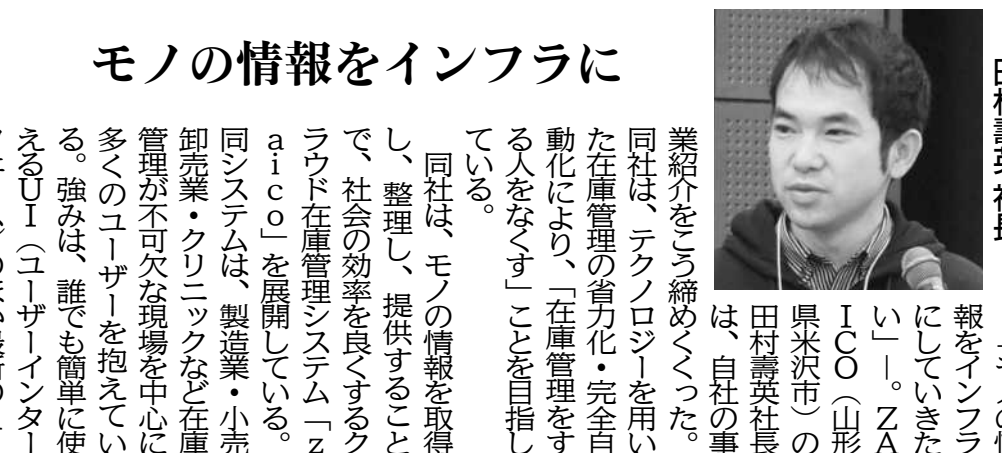 モノの情報をインフラに
田村壽英社長
報をインフラ
にしていきた
い」―。ＺＡ
ＩＣＯ（山形
県米沢市）の
田村壽英社長
は、自社の事
業紹介をこう締めくくった。
同社は、テクノロジーを用い
た在庫管理の省力化・完全自
動化により、「在庫管理をす
る人をなくす」ことを目指し
ている。
同社は、モノの情報を取得
し、整理し、提供すること
で、社会の効率を良くするク
ラウド在庫管理システム「ｚ
ａｉｃｏ」を展開している。
同システムは、製造業・小売
卸売業・クリニックなど在庫
管理が不可欠な現場を中心に
多くのユーザーを抱えてい
る。強みは、誰でも簡単に使
えるＵＩ（ユーザーインター